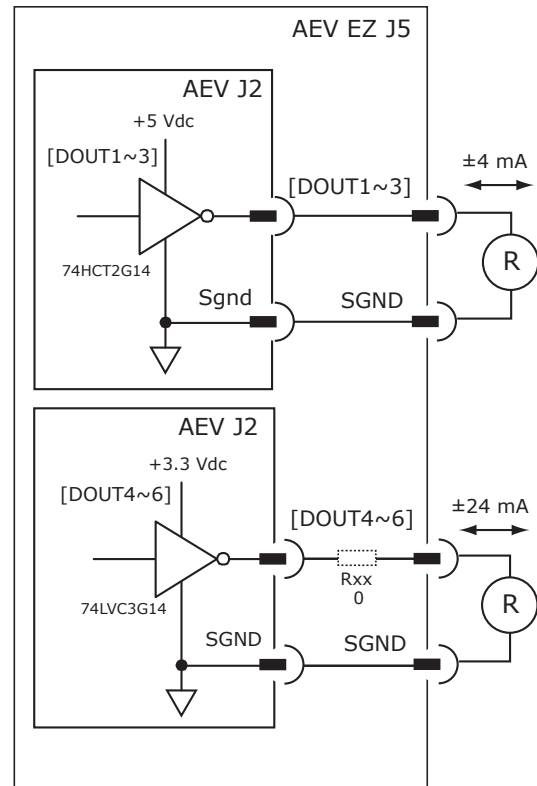 AEV EZ J5
AEV J2
+5 Vdc
[DOUT1~3]
[DOUT1~3]
±4 mA
74HCT2G14
R
Sgnd
SGND
AEV J2
+3.3 Vdc
[DOUT4~6]
[DOUT4~6]
±24 mA
Rxx
0
74LVC3G14
R
SGND
SGND